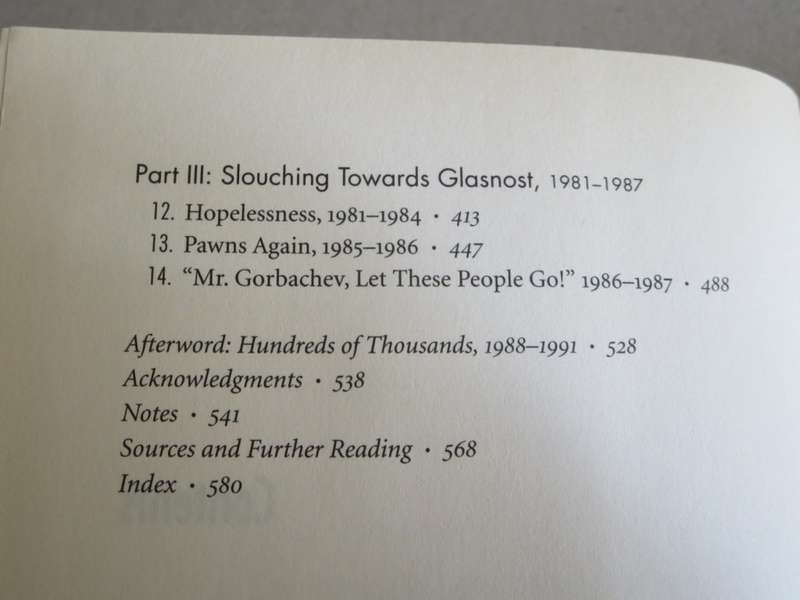 Part III: Slouching Towards Glasnost, 1981–1987
12. Hopelessness, 1981–1984 · 413
13. Pawns Again, 1985–1986 · 447
14. “Mr. Gorbachev, Let These People Go!” 1986–1987 · 488
Afterword: Hundreds of Thousands, 1988–1991 · 528
Acknowledgments · 538
Notes · 541
Sources and Further Reading · 568
Index · 580